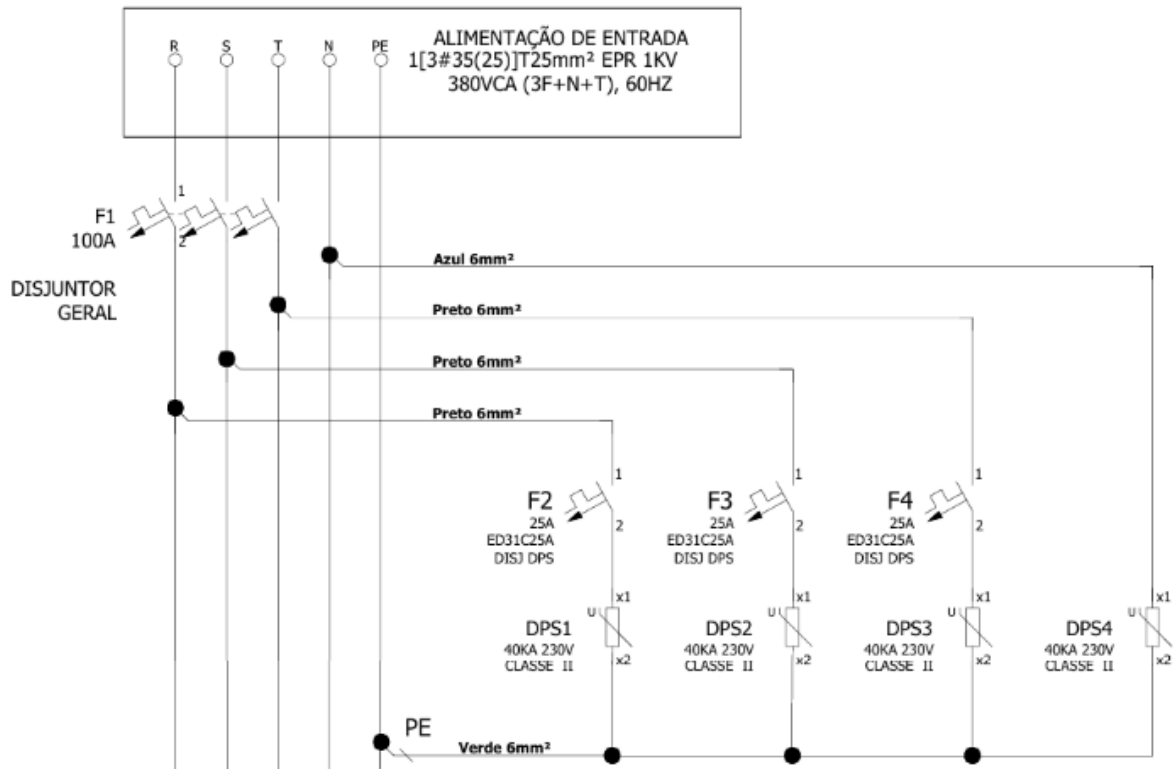 R S T N PE
ALIMENTAÇÃO DE ENTRADA
1[3#35(25)]T25mm² EPR 1KV
380VCA (3F+N+T), 60HZ
1
F1
100A
2
DISJUNTOR
GERAL
Azul 6mm²
Preto 6mm²
Preto 6mm²
Preto 6mm²
1
F2
25A
ED31C25A
DISJ DPS
2
1
F3
25A
ED31C25A
DISJ DPS
2
1
F4
25A
ED31C25A
DISJ DPS
2
x1
U
DPS1
40KA 230V
CLASSE II
x2
x1
U
DPS2
40KA 230V
CLASSE II
x2
x1
U
DPS3
40KA 230V
CLASSE II
x2
x1
U
DPS4
40KA 230V
CLASSE II
x2
PE
Verde 6mm²